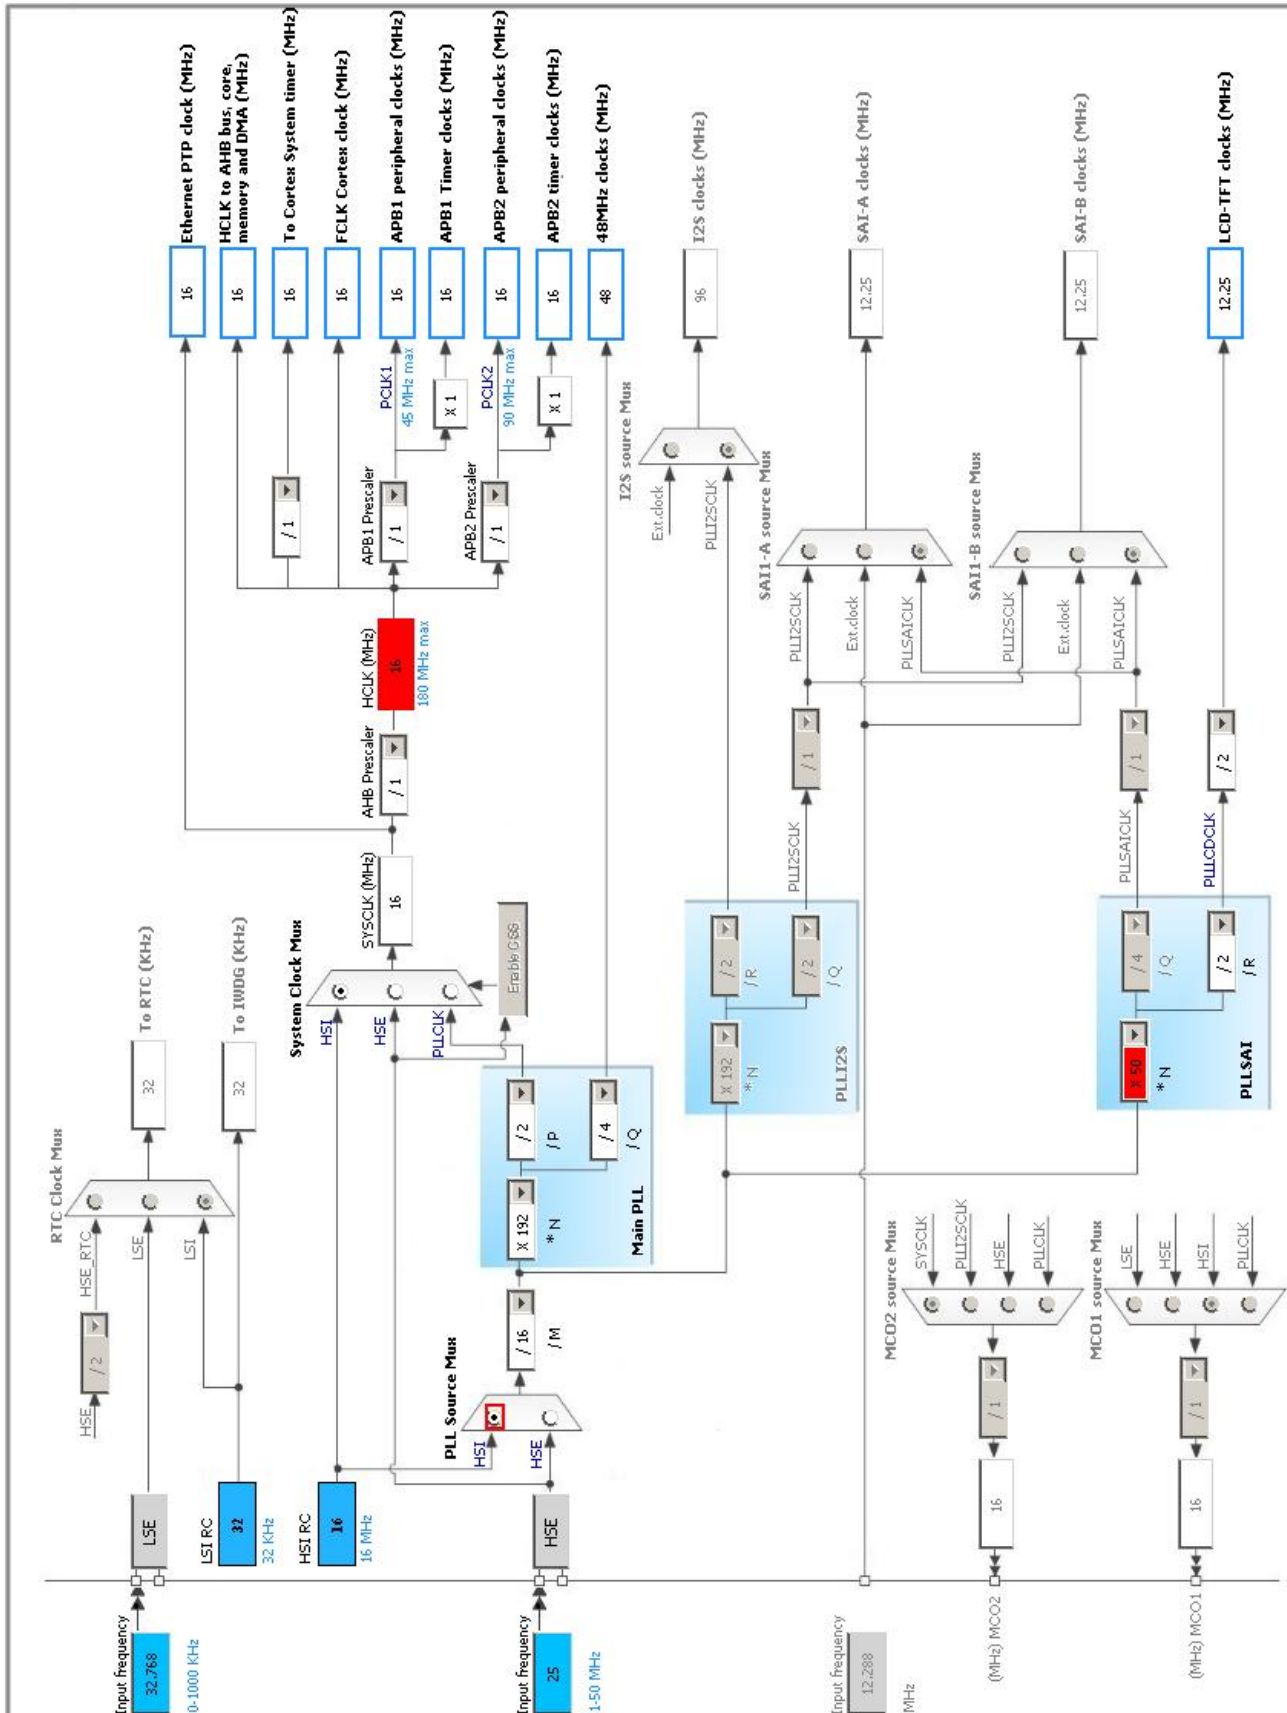 Input frequency
32.768
0-1000 KHz
LSE
HSE
/ 2
HSE_RTC
LSE
LSI
RTC Clock Mux
32
To RTC (KHz)
LSI RC
32
32 KHz
32
To IWDG (KHz)
HSI RC
16
16 MHz
Input frequency
25
1-50 MHz
HSE
PLL Source Mux
HSI
HSE
/ 16
/ M
X 192
* N
/ 2
/ P
/ 4
/ Q
Main PLL
System Clock Mux
HSI
HSE
PLLCLK
Enable CSS
SYSCLK (MHz)
16
AHB Prescaler
/ 1
HCLK (MHz)
16
180 MHz max
/ 1
APB1 Prescaler
/ 1
PCLK1
45 MHz max
X 1
APB2 Prescaler
/ 1
PCLK2
90 MHz max
X 1
16
Ethernet PTP clock (MHz)
16
HCLK to AHB bus, core,
memory and DMA (MHz)
16
To Cortex System timer (MHz)
16
FCLK Cortex clock (MHz)
16
APB1 peripheral clocks (MHz)
16
APB1 Timer clocks (MHz)
16
APB2 peripheral clocks (MHz)
16
APB2 timer clocks (MHz)
48
48MHz clocks (MHz)
X 192
* N
/ 2
/ R
/ 2
/ Q
PLLI2S
PLLI2SCLK
/ 1
I2S source Mux
Ext.clock
PLLI2SCLK
96
I2S clocks (MHz)
SAI1-A source Mux
PLLI2SCLK
Ext.clock
PLLSAICLK
12.25
SAI-A clocks (MHz)
SAI1-B source Mux
PLLI2SCLK
Ext.clock
PLLSAICLK
12.25
SAI-B clocks (MHz)
X 50
* N
/ 4
/ Q
/ 2
/ R
PLLSAI
PLLSAICLK
/ 1
PLLLCDCLK
/ 2
12.25
LCD-TFT clocks (MHz)
Input frequency
12.288
MHz
(MHz) MCO2
16
/ 1
MCO2 source Mux
SYSCLK
PLLI2SCLK
HSE
PLLCLK
(MHz) MCO1
16
/ 1
MCO1 source Mux
LSE
HSE
HSI
PLLCLK